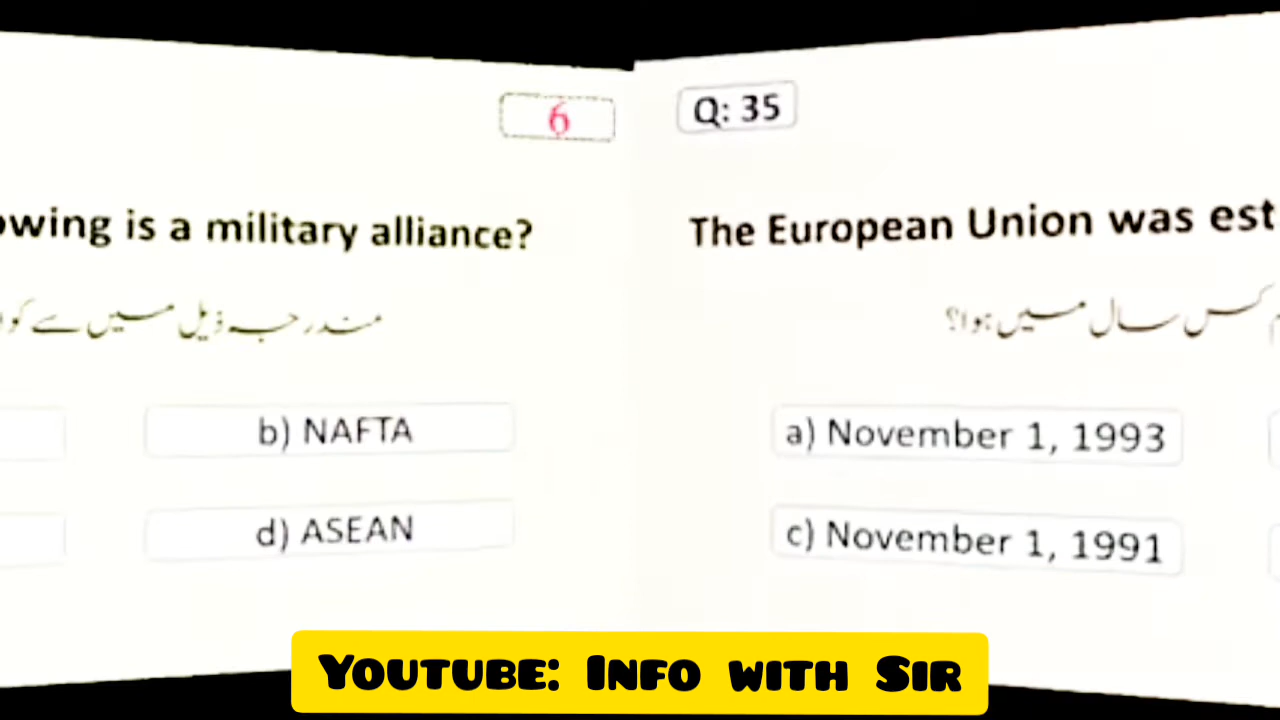 6
owing is a military alliance?
مندرجہ ذیل میں سے
b) NAFTA
d) ASEAN
Q: 35
The European Union was est
کس سال میں ہوا؟
a) November 1, 1993
c) November 1, 1991
YOUTUBE: INFO WITH SIR